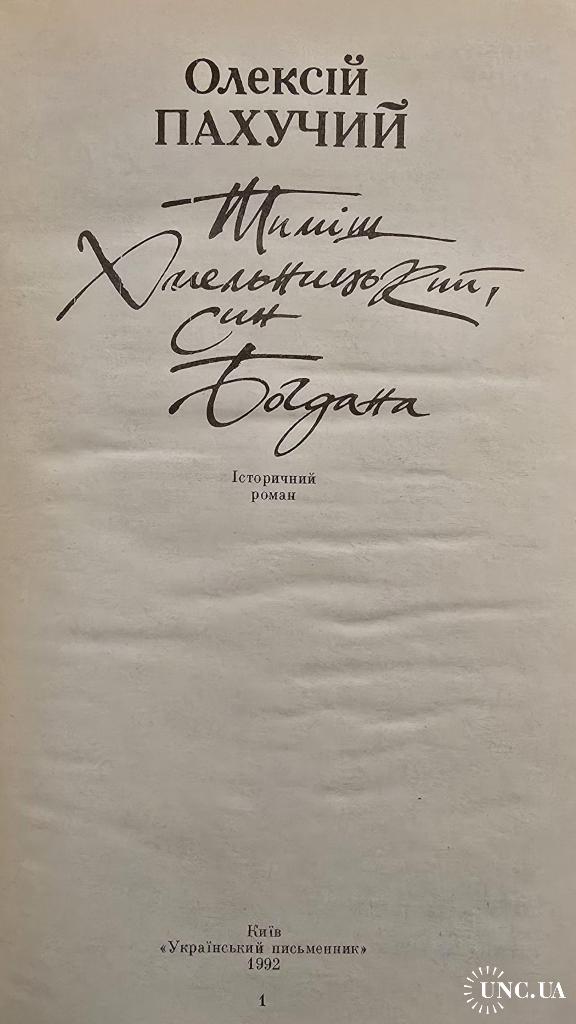 Олексій
ПАХУЧИЙ
Тиміш
Хмельницький,
син
Богдана
Історичний
роман
Київ
«Український письменник»
1992
1
UNC.UA